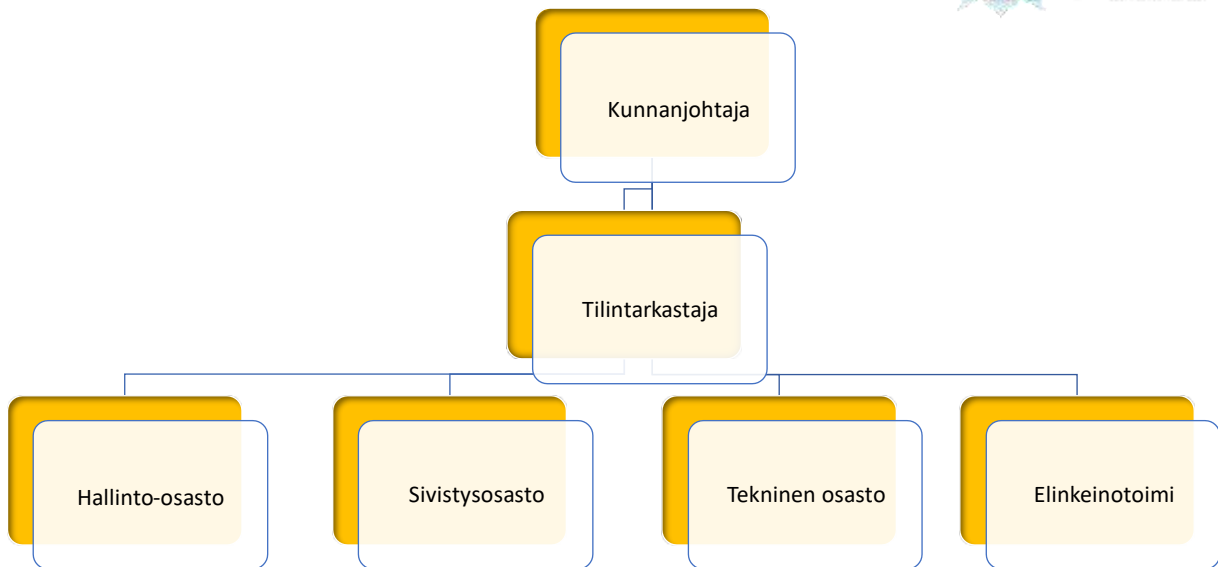 Kunnanjohtaja
Tilintarkastaja
Hallinto-osasto
Sivistysosasto
Tekninen osasto
Elinkeinotoimi